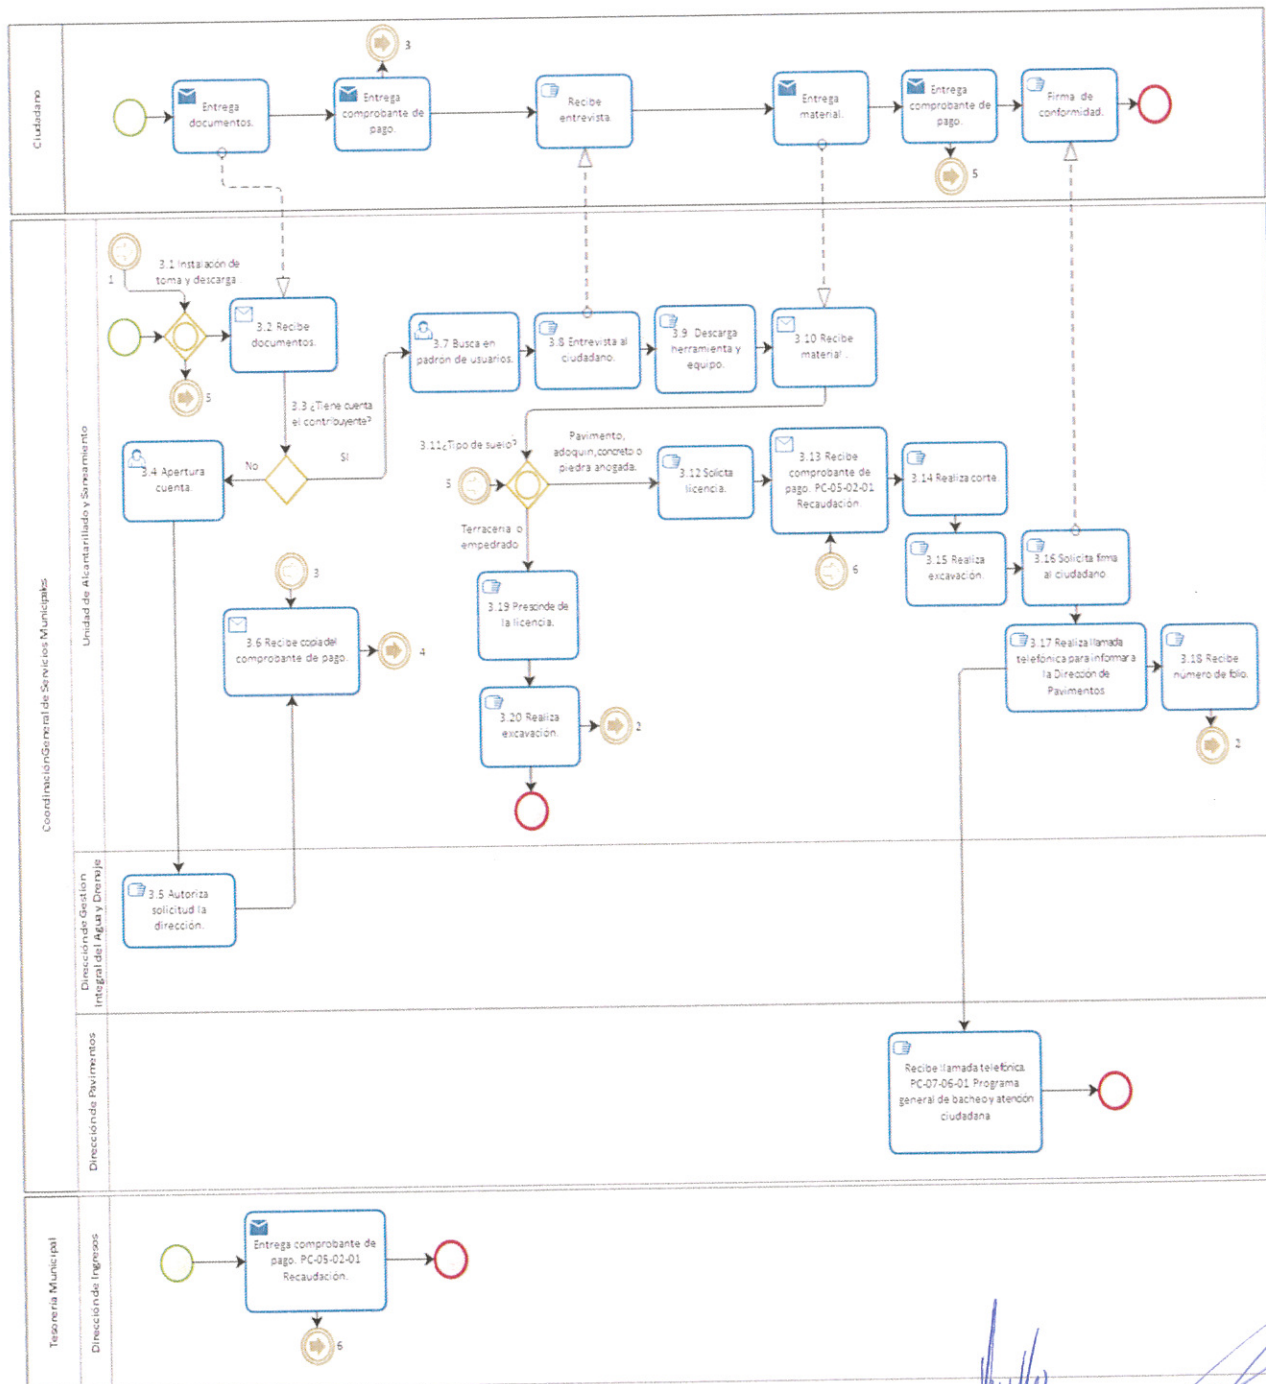 Ciudadano
3
Entrega
documentos.
Entrega
comprobante de
pago.
Recibe
entrevista.
Entrega
material.
Entrega
comprobante de
pago.
5
Firma de
conformidad.
Coordinación General de Servicios Municipales
Unidad de Alcantarillado y Saneamiento
1
3.1 Instalación de
toma y descarga
5
3.2 Recibe
documentos.
3.3 ¿Tiene cuenta
el contribuyente?
No
SI
3.4 Apertura
cuenta.
3.7 Busca en
padrón de usuarios.
3.8 Entrevista al
ciudadano.
3.9 Descarga
herramienta y
equipo.
3.10 Recibe
material.
3.11¿Tipo de suelo?
5
Pavimento,
adoquin,concreto o
piedra ahogada.
Terracería o
empedrado
3.12 Solicita
licencia.
3.13 Recibe
comprobante de
pago. PC-05-02-01
Recaudación.
6
3.14 Realiza corte.
3.15 Realiza
excavación.
3.16 Solicita firma
al ciudadano.
3.17 Realiza llamada
telefónica para informar a
la Dirección de
Pavimentos
3.18 Recibe
número de folio.
2
3
3.6 Recibe copia del
comprobante de pago.
4
3.19 Prescinde de
la licencia.
3.20 Realiza
excavación.
2
Dirección de Gestion
Integral del Agua y Drenaje
3.5 Autoriza
solicitud la
dirección.
Dirección de Pavimentos
Recibe llamada telefónica
PC-07-06-01 Programa
general de bacheo y atención
ciudadana
Tesorería Municipal
Dirección de Ingresos
Entrega comprobante de
pago. PC-05-02-01
Recaudación.
6